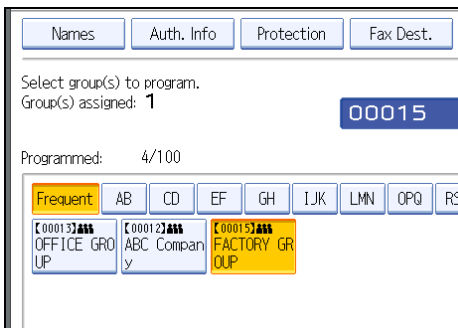 Names Auth. Info Protection Fax Dest.
Select group(s) to program.
Group(s) assigned: 1
00015
Programmed: 4/100
Frequent AB CD EF GH IJK LMN OPQ RS
【00013】 【00012】 【00015】
OFFICE GRO ABC Compan FACTORY GR
UP y OUP